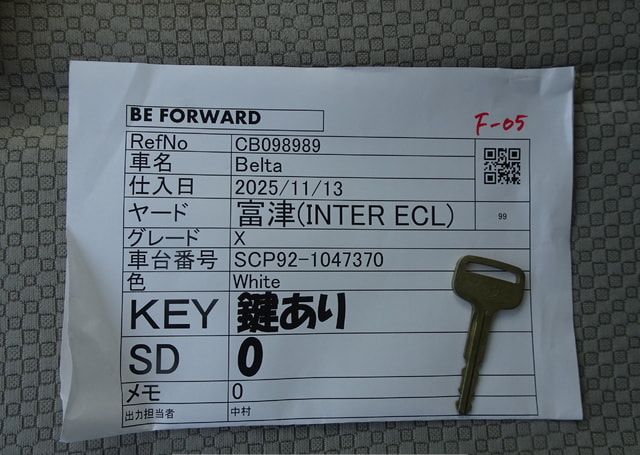 BE FORWARD
F-05
RefNo CB098989
車名 Belta
仕入日 2025/11/13
ヤード 富津(INTER ECL)
99
グレード X
車台番号 SCP92-1047370
色 White
KEY 鍵あり
SD 0
メモ 0
出力担当者 中村